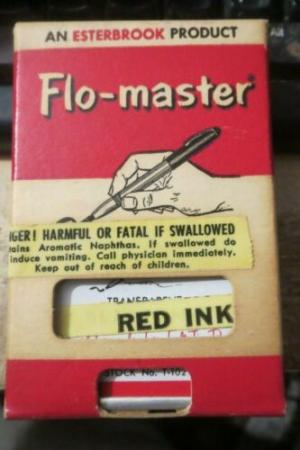 AN ESTERBROOK PRODUCT
Flo-master
GER! HARMFUL OR FATAL IF SWALLOWED
ains Aromatic Naphthas. If swallowed do
induce vomiting. Call physician immediately.
Keep out of reach of children.
RED INK
STOCK No. T-102